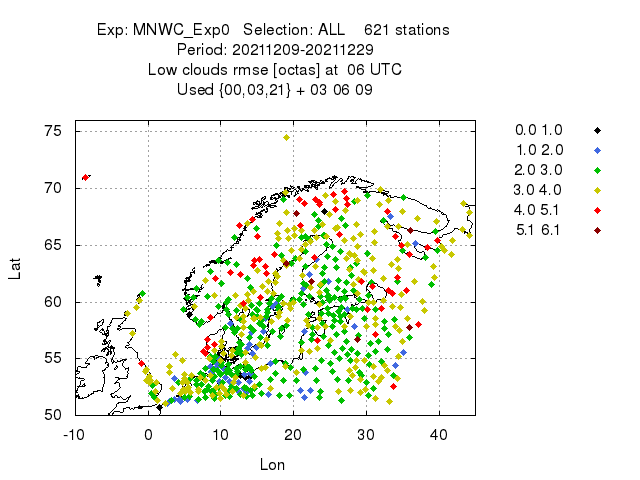 Exp: MNWC_Exp0 Selection: ALL 621 stations
Period: 20211209-20211229
Low clouds rmse [octas] at 06 UTC
Used {00,03,21} + 03 06 09
0.0 1.0
1.0 2.0
2.0 3.0
3.0 4.0
4.0 5.1
5.1 6.1
75
70
65
60
55
50
Lat
-10 0 10 20 30 40
Lon